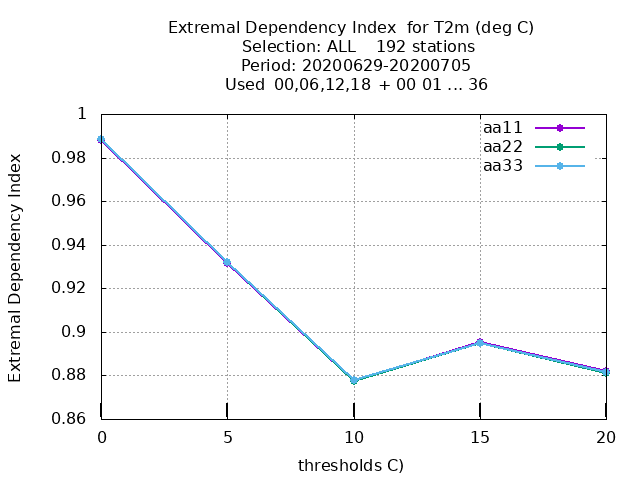 Extremal Dependency Index  for T2m (deg C)
Selection: ALL    192 stations
Period: 20200629-20200705
Used  00,06,12,18  + 00 01 ... 36
Extremal Dependency Index
1
0.98
0.96
0.94
0.92
0.9
0.88
0.86
aa11
aa22
aa33
0 5 10 15 20
thresholds C)